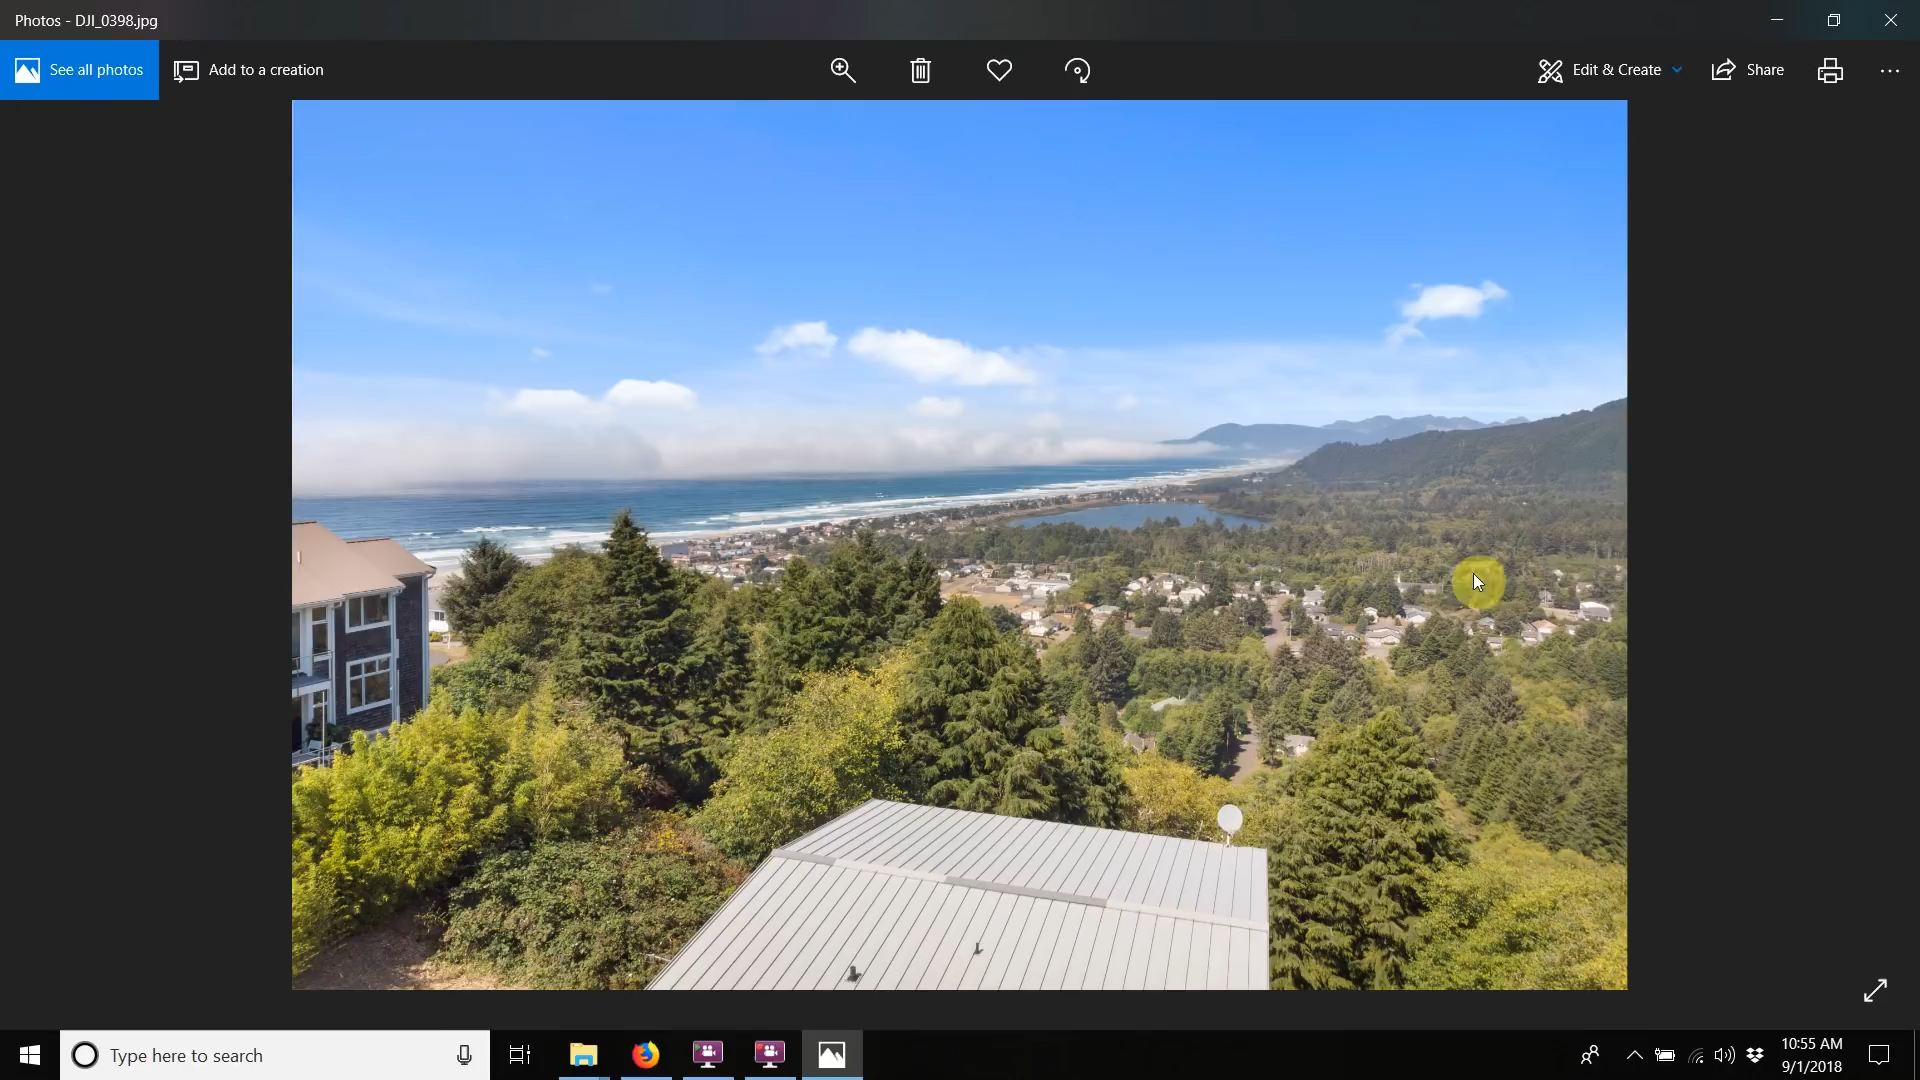 Photos - DJI_0398.jpg
See all photos
Add to a creation
Edit & Create
Share
Type here to search
10:55 AM
9/1/2018